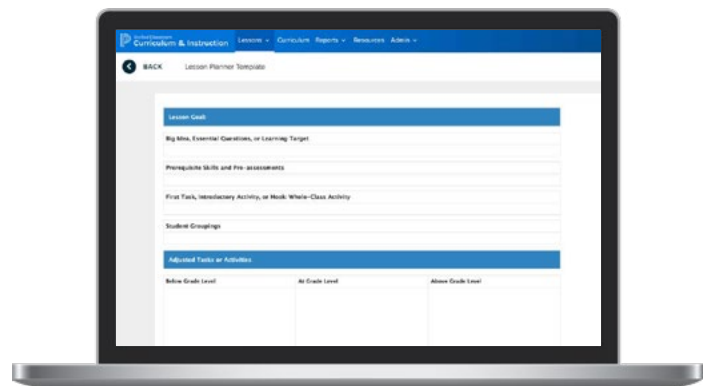 Unified Classroom
Curriculum & Instruction Lessons Curriculum Reports Resources Admin
BACK Lesson Planner Template
Lesson Goal:
Big Idea, Essential Questions, or Learning Target
Prerequisite Skills and Pre-assessments
First Task, Introductory Activity, or Hook: Whole-Class Activity
Student Groupings
Adjusted Tasks or Activities
Below Grade Level At Grade Level Above Grade Level